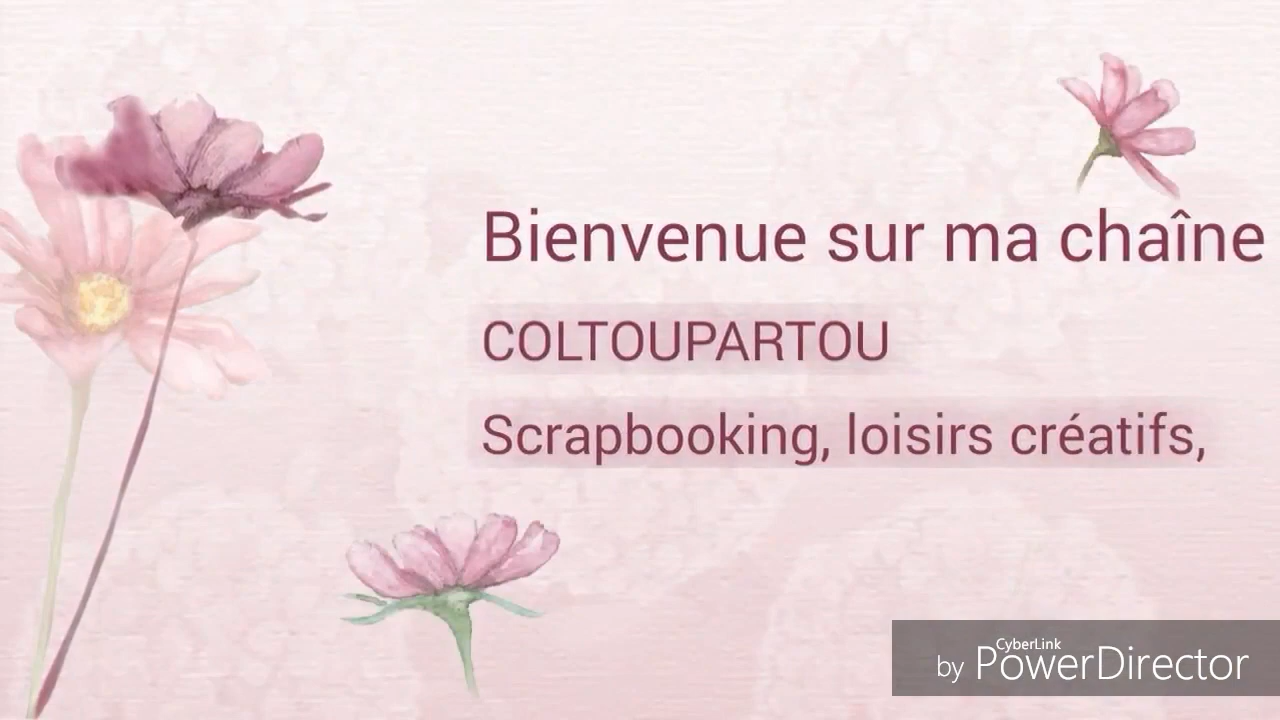 Bienvenue sur ma chaîne
COLTOUPARTOU
Scrapbooking, loisirs créatifs,
CyberLink
by PowerDirector